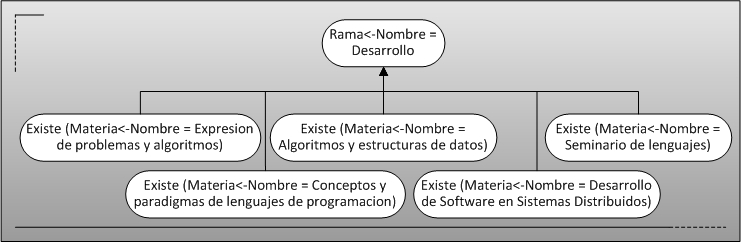 Rama<-Nombre =
Desarrollo
Existe (Materia<-Nombre = Expresion
de problemas y algoritmos)
Existe (Materia<-Nombre =
Algoritmos y estructuras de datos)
Existe (Materia<-Nombre =
Seminario de lenguajes)
Existe (Materia<-Nombre = Conceptos y
paradigmas de lenguajes de programacion)
Existe (Materia<-Nombre = Desarrollo
de Software en Sistemas Distribuidos)